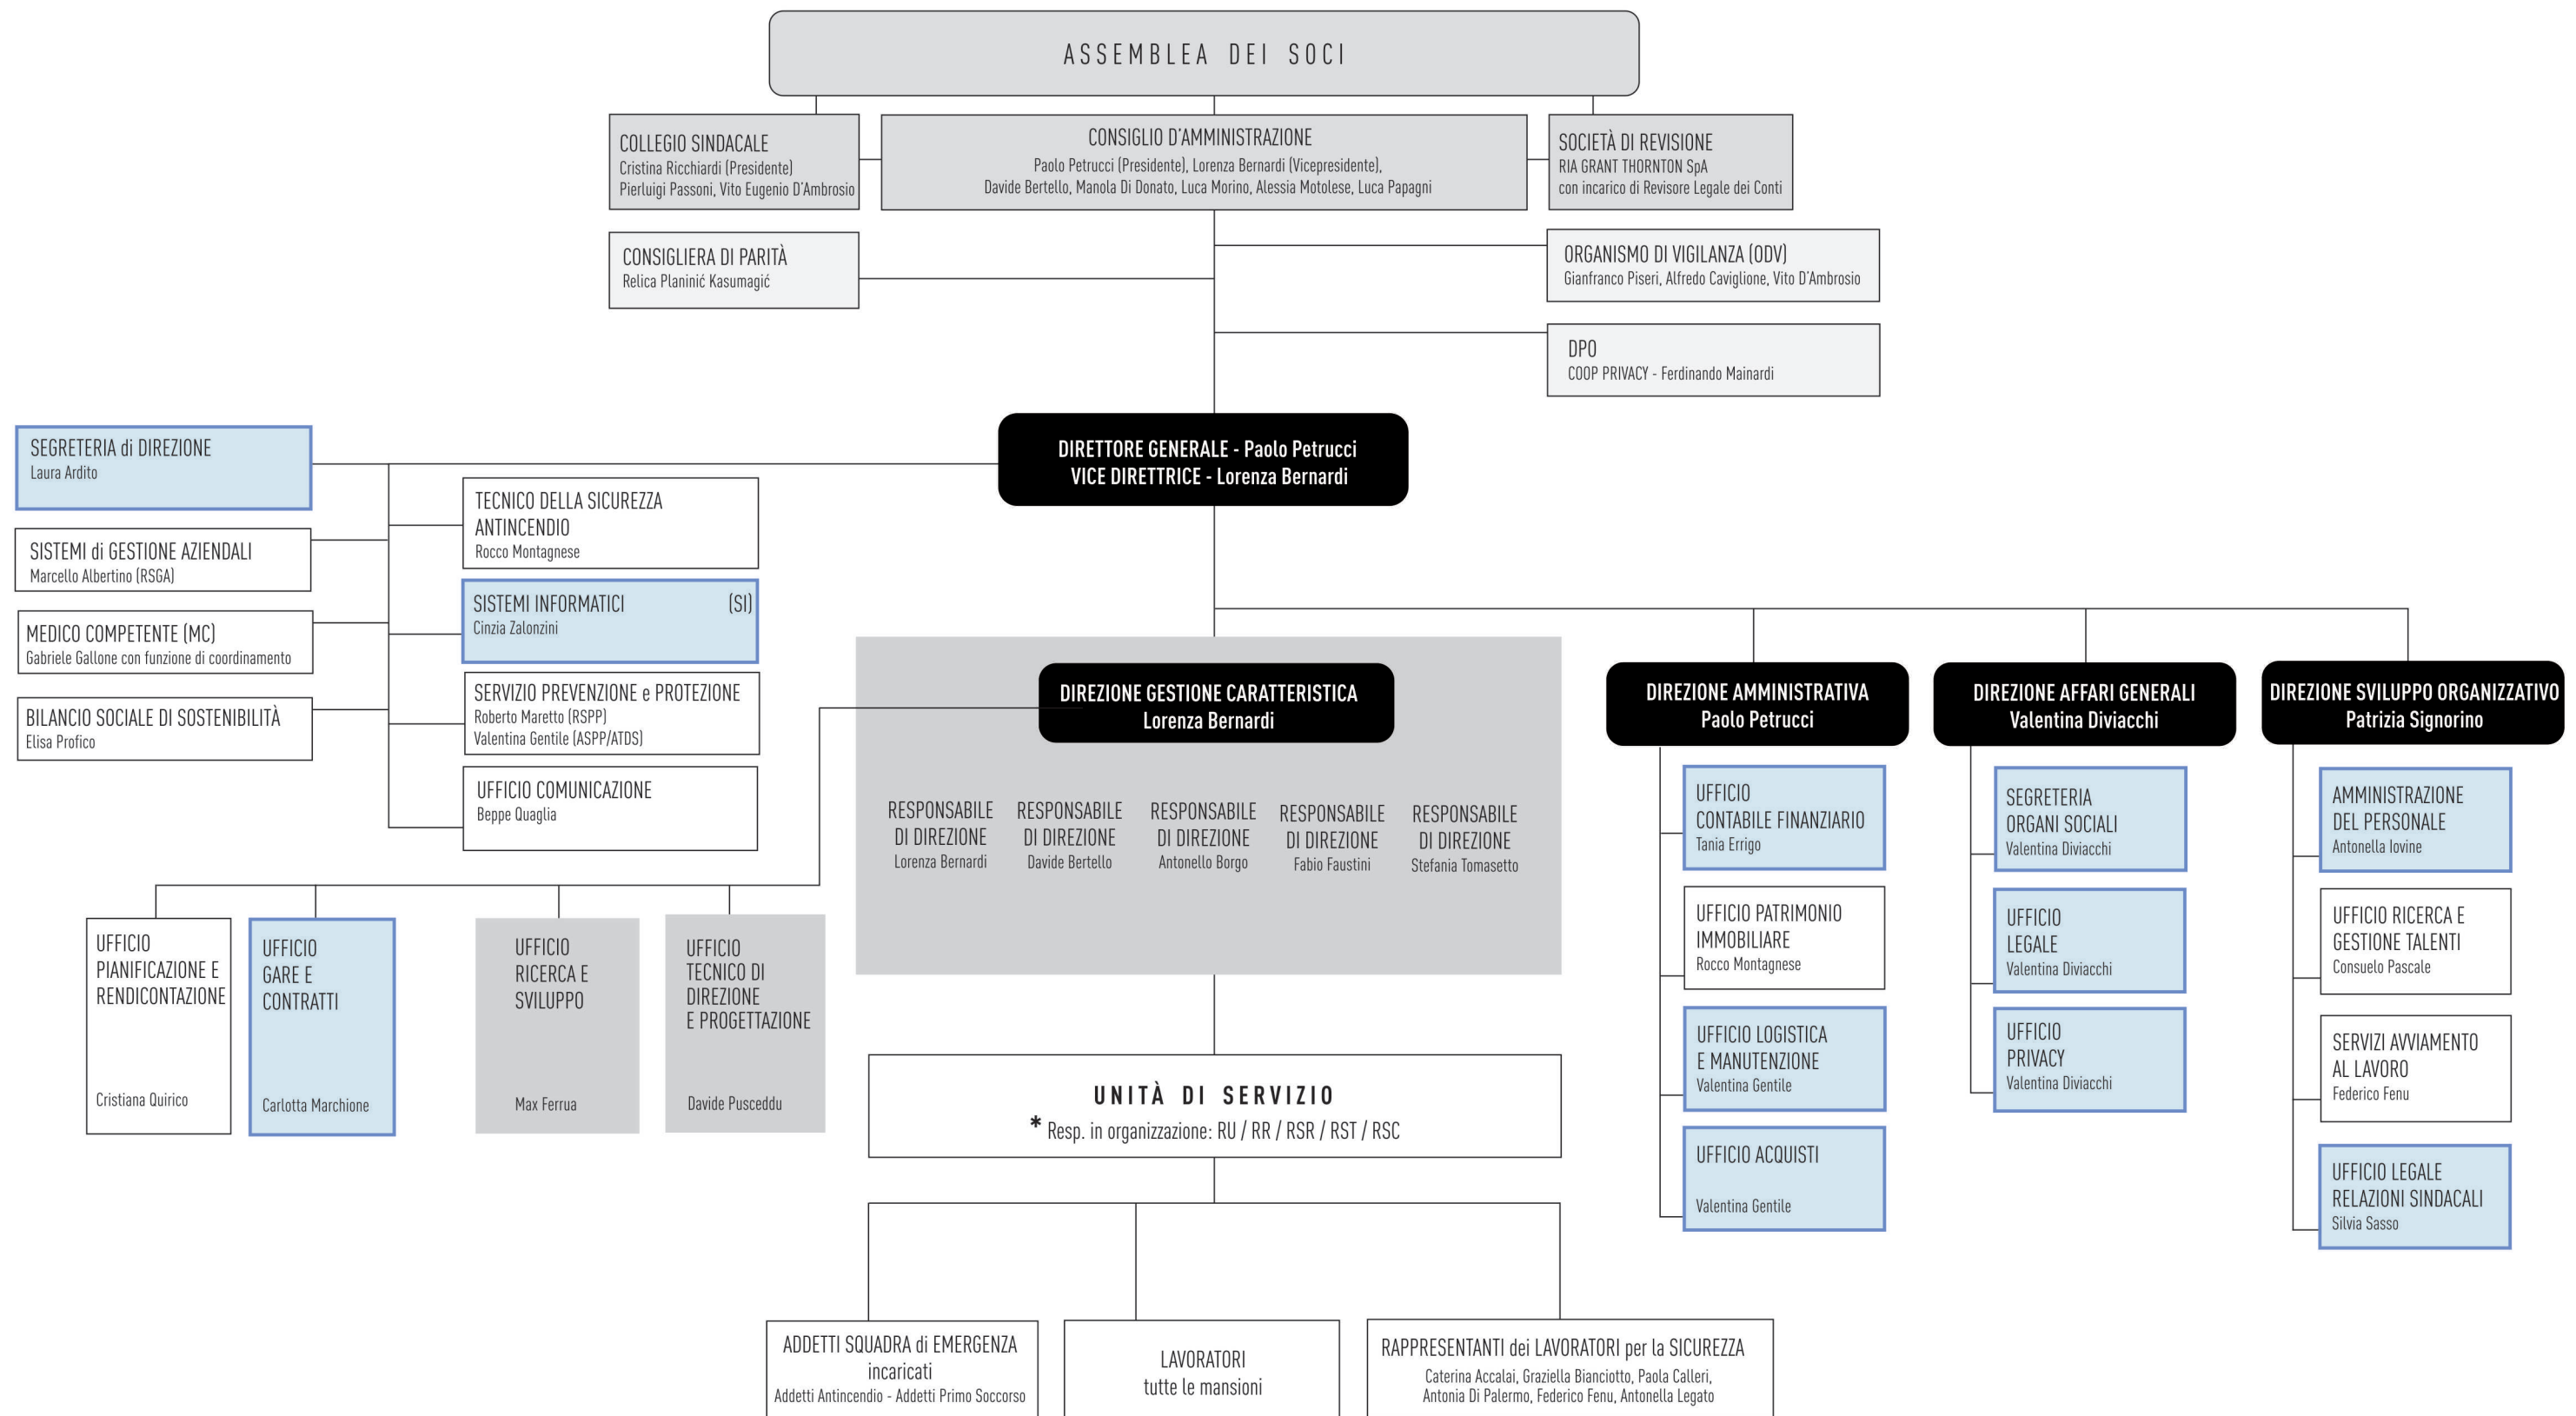 ASSEMBLEA DEI SOCI
COLLEGIO SINDACALE
Cristina Ricchiardi (Presidente)
Pierluigi Passoni, Vito Eugenio D'Ambrosio
CONSIGLIO D'AMMINISTRAZIONE
Paolo Petrucci (Presidente), Lorenza Bernardi (Vicepresidente),
Davide Bertello, Manola Di Donato, Luca Morino, Alessia Motolese, Luca Papagni
SOCIETÀ DI REVISIONE
RIA GRANT THORNTON SpA
con incarico di Revisore Legale dei Conti
CONSIGLIERA DI PARITÀ
Relica Planinić Kasumagić
ORGANISMO DI VIGILANZA (ODV)
Gianfranco Piseri, Alfredo Caviglione, Vito D'Ambrosio
DPO
COOP PRIVACY - Ferdinando Mainardi
DIRETTORE GENERALE - Paolo Petrucci
VICE DIRETTRICE - Lorenza Bernardi
SEGRETERIA di DIREZIONE
Laura Ardito
SISTEMI di GESTIONE AZIENDALI
Marcello Albertino (RSGA)
MEDICO COMPETENTE (MC)
Gabriele Gallone con funzione di coordinamento
BILANCIO SOCIALE DI SOSTENIBILITÀ
Elisa Profico
TECNICO DELLA SICUREZZA
ANTINCENDIO
Rocco Montagnese
SISTEMI INFORMATICI (SI)
Cinzia Zalonzini
SERVIZIO PREVENZIONE e PROTEZIONE
Roberto Maretto (RSPP)
Valentina Gentile (ASPP/ATDS)
UFFICIO COMUNICAZIONE
Beppe Quaglia
DIREZIONE GESTIONE CARATTERISTICA
Lorenza Bernardi
RESPONSABILE
DI DIREZIONE
Lorenza Bernardi
RESPONSABILE
DI DIREZIONE
Davide Bertello
RESPONSABILE
DI DIREZIONE
Antonello Borgo
RESPONSABILE
DI DIREZIONE
Fabio Faustini
RESPONSABILE
DI DIREZIONE
Stefania Tomasetto
DIREZIONE AMMINISTRATIVA
Paolo Petrucci
UFFICIO
CONTABILE FINANZIARIO
Tania Errigo
UFFICIO PATRIMONIO
IMMOBILIARE
Rocco Montagnese
UFFICIO LOGISTICA
E MANUTENZIONE
Valentina Gentile
UFFICIO ACQUISTI
Valentina Gentile
DIREZIONE AFFARI GENERALI
Valentina Diviacchi
SEGRETERIA
ORGANI SOCIALI
Valentina Diviacchi
UFFICIO
LEGALE
Valentina Diviacchi
UFFICIO
PRIVACY
Valentina Diviacchi
DIREZIONE SVILUPPO ORGANIZZATIVO
Patrizia Signorino
AMMINISTRAZIONE
DEL PERSONALE
Antonella Iovine
UFFICIO RICERCA E
GESTIONE TALENTI
Consuelo Pascale
SERVIZI AVVIAMENTO
AL LAVORO
Federico Fenu
UFFICIO LEGALE
RELAZIONI SINDACALI
Silvia Sasso
UFFICIO
PIANIFICAZIONE E
RENDICONTAZIONE
Cristiana Quirico
UFFICIO
GARE E
CONTRATTI
Carlotta Marchione
UFFICIO
RICERCA E
SVILUPPO
Max Ferrua
UFFICIO
TECNICO DI
DIREZIONE
E PROGETTAZIONE
Davide Pusceddu
UNITÀ DI SERVIZIO
* Resp. in organizzazione: RU / RR / RSR / RST / RSC
ADDETTI SQUADRA di EMERGENZA
incaricati
Addetti Antincendio - Addetti Primo Soccorso
LAVORATORI
tutte le mansioni
RAPPRESENTANTI dei LAVORATORI per la SICUREZZA
Caterina Accalai, Graziella Bianciotto, Paola Calleri,
Antonia Di Palermo, Federico Fenu, Antonella Legato